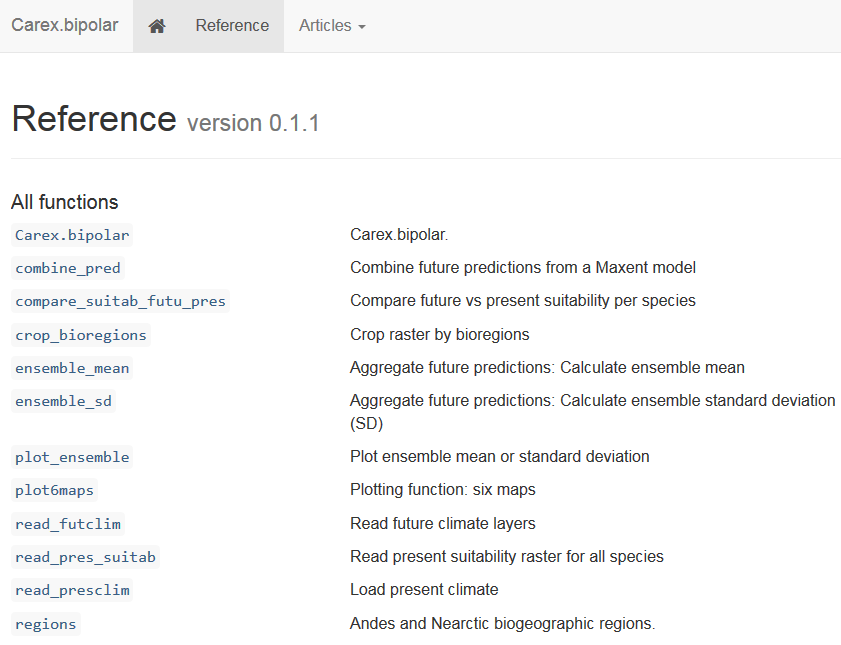 Carex.bipolar Reference Articles
Reference version 0.1.1
All functions
Carex.bipolar Carex.bipolar.
combine_pred Combine future predictions from a Maxent model
compare_suitab_futu_pres Compare future vs present suitability per species
crop_bioregions Crop raster by bioregions
ensemble_mean Aggregate future predictions: Calculate ensemble mean
ensemble_sd Aggregate future predictions: Calculate ensemble standard deviation
(SD)
plot_ensemble Plot ensemble mean or standard deviation
plot6maps Plotting function: six maps
read_futclim Read future climate layers
read_pres_suitab Read present suitability raster for all species
read_presclim Load present climate
regions Andes and Nearctic biogeographic regions.